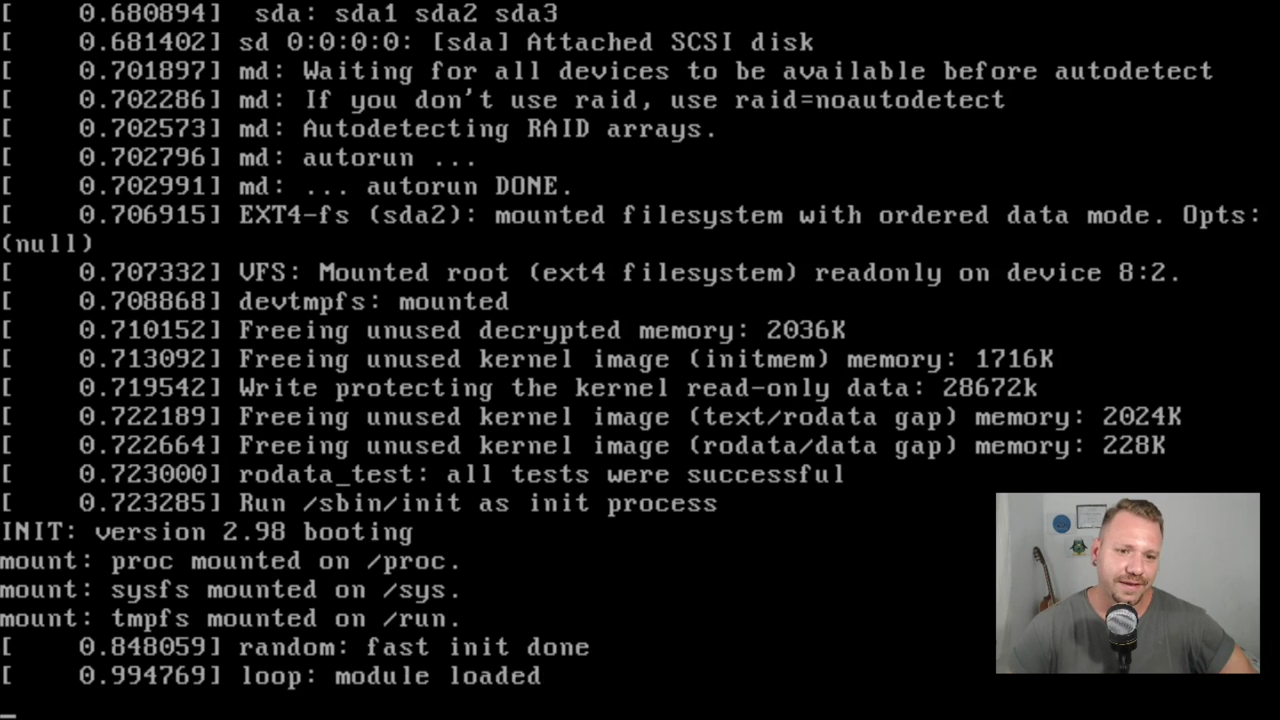 [    0.680894]  sda: sda1 sda2 sda3
[    0.681402] sd 0:0:0:0: [sda] Attached SCSI disk
[    0.701897] md: Waiting for all devices to be available before autodetect
[    0.702286] md: If you don't use raid, use raid=noautodetect
[    0.702573] md: Autodetecting RAID arrays.
[    0.702796] md: autorun ...
[    0.702991] md: ... autorun DONE.
[    0.706915] EXT4-fs (sda2): mounted filesystem with ordered data mode. Opts:
(null)
[    0.707332] VFS: Mounted root (ext4 filesystem) readonly on device 8:2.
[    0.708868] devtmpfs: mounted
[    0.710152] Freeing unused decrypted memory: 2036K
[    0.713092] Freeing unused kernel image (initmem) memory: 1716K
[    0.719542] Write protecting the kernel read-only data: 28672k
[    0.722189] Freeing unused kernel image (text/rodata gap) memory: 2024K
[    0.722664] Freeing unused kernel image (rodata/data gap) memory: 228K
[    0.723000] rodata_test: all tests were successful
[    0.723285] Run /sbin/init as init process
INIT: version 2.98 booting
mount: proc mounted on /proc.
mount: sysfs mounted on /sys.
mount: tmpfs mounted on /run.
[    0.848059] random: fast init done
[    0.994769] loop: module loaded